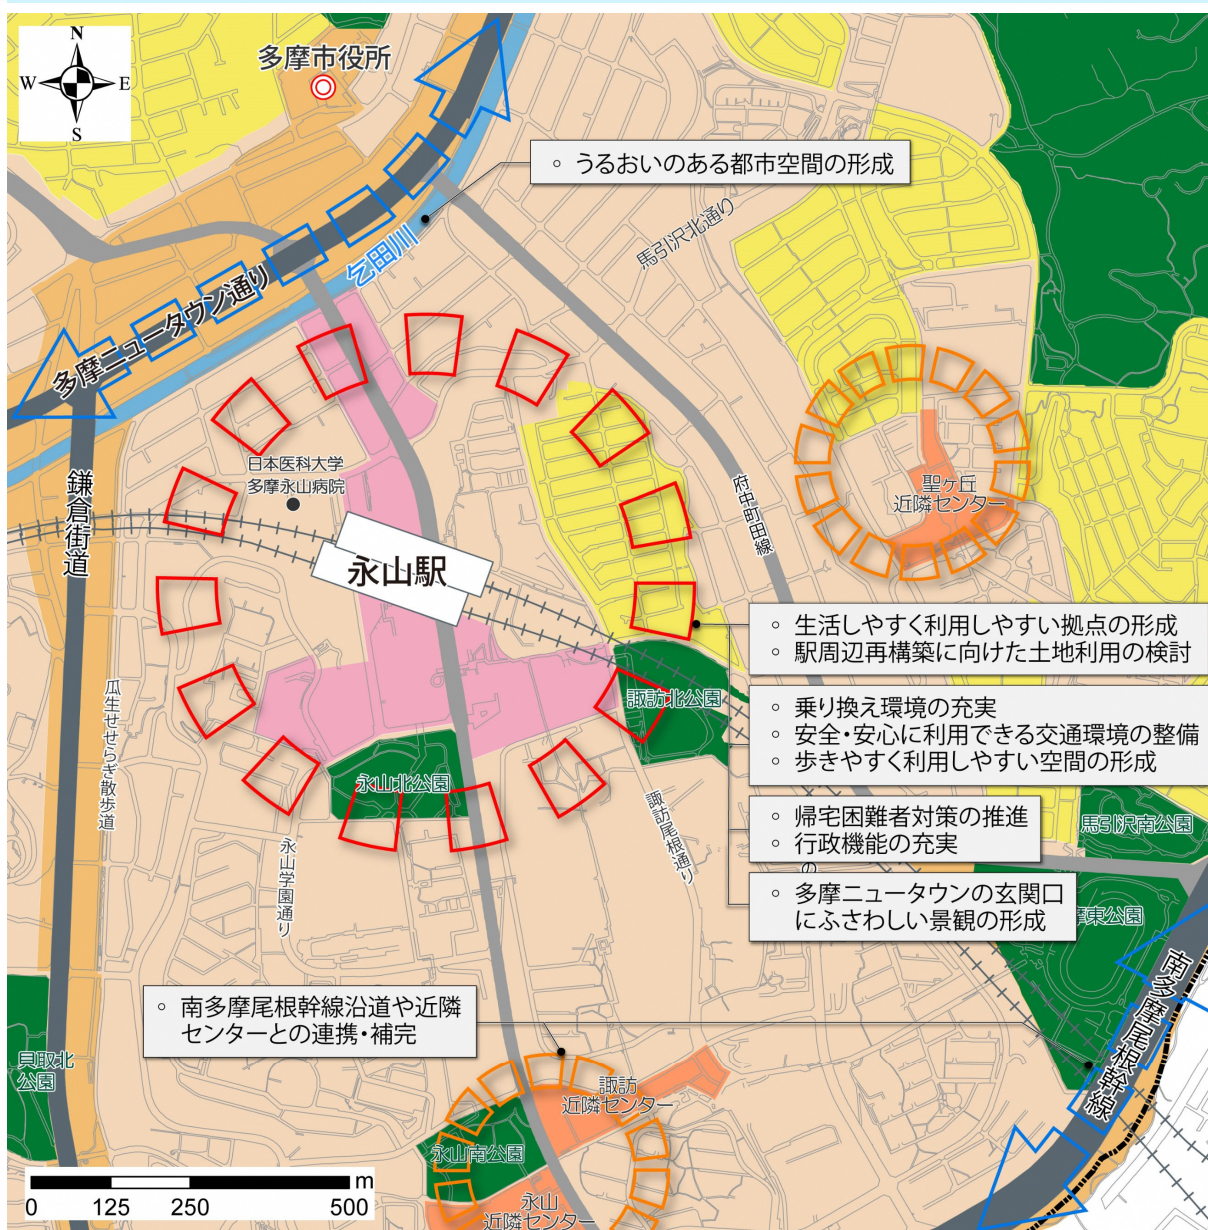 N
W
E
S
多摩市役所
◦ うるおいのある都市空間の形成
馬引沢北通り
乞田川
多摩ニュータウン通り
日本医科大学
多摩永山病院
鎌倉街道
府中町田線
聖ヶ丘
近隣センター
永山駅
◦ 生活しやすく利用しやすい拠点の形成
◦ 駅周辺再構築に向けた土地利用の検討
諏訪北公園
◦ 乗り換え環境の充実
◦ 安全・安心に利用できる交通環境の整備
◦ 歩きやすく利用しやすい空間の形成
瓜生せせらぎ散歩道
永山北公園
諏訪尾根通り
◦ 帰宅困難者対策の推進
◦ 行政機能の充実
馬引沢南公園
永山学園通り
の
◦ 多摩ニュータウンの玄関口
にふさわしい景観の形成
摩東公園
南多摩尾根幹線
◦ 南多摩尾根幹線沿道や近隣
センターとの連携・補完
貝取北
公園
諏訪
近隣センター
永山南公園
永山
近隣センター
m
0
125
250
500